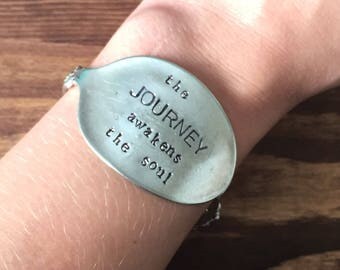 the
JOURNEY
awakens
the soul